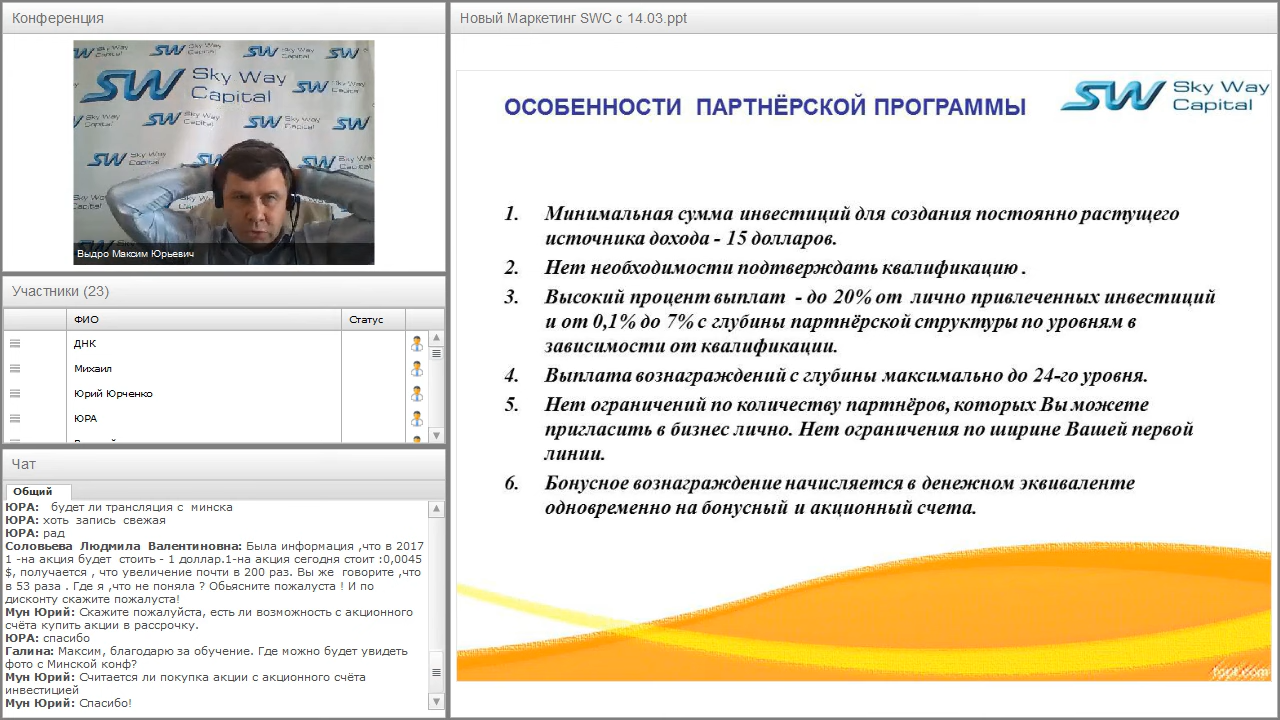 Конференция
SW Sky Way
Capital
Выдро Максим Юрьевич
Участники (23)
ФИО
Статус
ДНК
Михаил
Юрий Юрченко
ЮРА
Чат
Общий
ЮРА: будет ли трансляция с минска
ЮРА: хоть запись свежая
ЮРА: рад
Соловьева Людмила Валентиновна: Была информация ,что в 2017
1 -на акция будет стоить - 1 доллар.1-на акция сегодня стоит :0,0045
$, получается , что увеличение почти в 200 раз. Вы же говорите ,что
в 53 раза . Где я ,что не поняла ? Обьясните пожалуста ! И по
дисконту скажите пожалуста!
Мун Юрий: Скажите пожалуйста, есть ли возможность с акционного
счёта купить акции в рассрочку.
ЮРА: спасибо
Галина: Максим, благодарю за обучение. Где можно будет увидеть
фото с Минской конф?
Мун Юрий: Считается ли покупка акции с акционного счёта
инвестицией
Мун Юрий: Спасибо!
Новый Маркетинг SWC с 14.03.ppt
ОСОБЕННОСТИ ПАРТНЁРСКОЙ ПРОГРАММЫ
SW Sky Way
Capital
1. Минимальная сумма инвестиций для создания постоянно растущего
источника дохода - 15 долларов.
2. Нет необходимости подтверждать квалификацию .
3. Высокий процент выплат - до 20% от лично привлеченных инвестиций
и от 0,1% до 7% с глубины партнёрской структуры по уровням в
зависимости от квалификации.
4. Выплата вознаграждений с глубины максимально до 24-го уровня.
5. Нет ограничений по количеству партнёров, которых Вы можете
пригласить в бизнес лично. Нет ограничения по ширине Вашей первой
линии.
6. Бонусное вознаграждение начисляется в денежном эквиваленте
одновременно на бонусный и акционный счета.
fppt.com